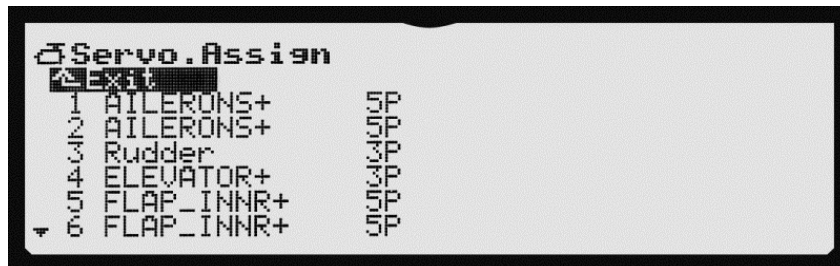 Servo.Assign
Exit
1 AILERONS+ 5P
2 AILERONS+ 5P
3 Rudder 3P
4 ELEVATOR+ 3P
5 FLAP_INNR+ 5P
6 FLAP_INNR+ 5P